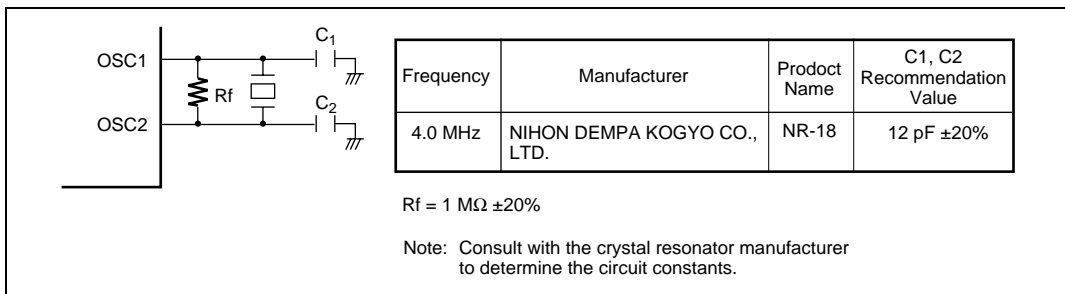 OSC1
OSC2
Rf
C1
C2
Frequency
Manufacturer
Product
Name
C1, C2
Recommendation
Value
4.0 MHz
NIHON DEMPA KOGYO CO.,
LTD.
NR-18
12 pF ±20%
Rf = 1 MΩ ±20%
Note: Consult with the crystal resonator manufacturer
to determine the circuit constants.